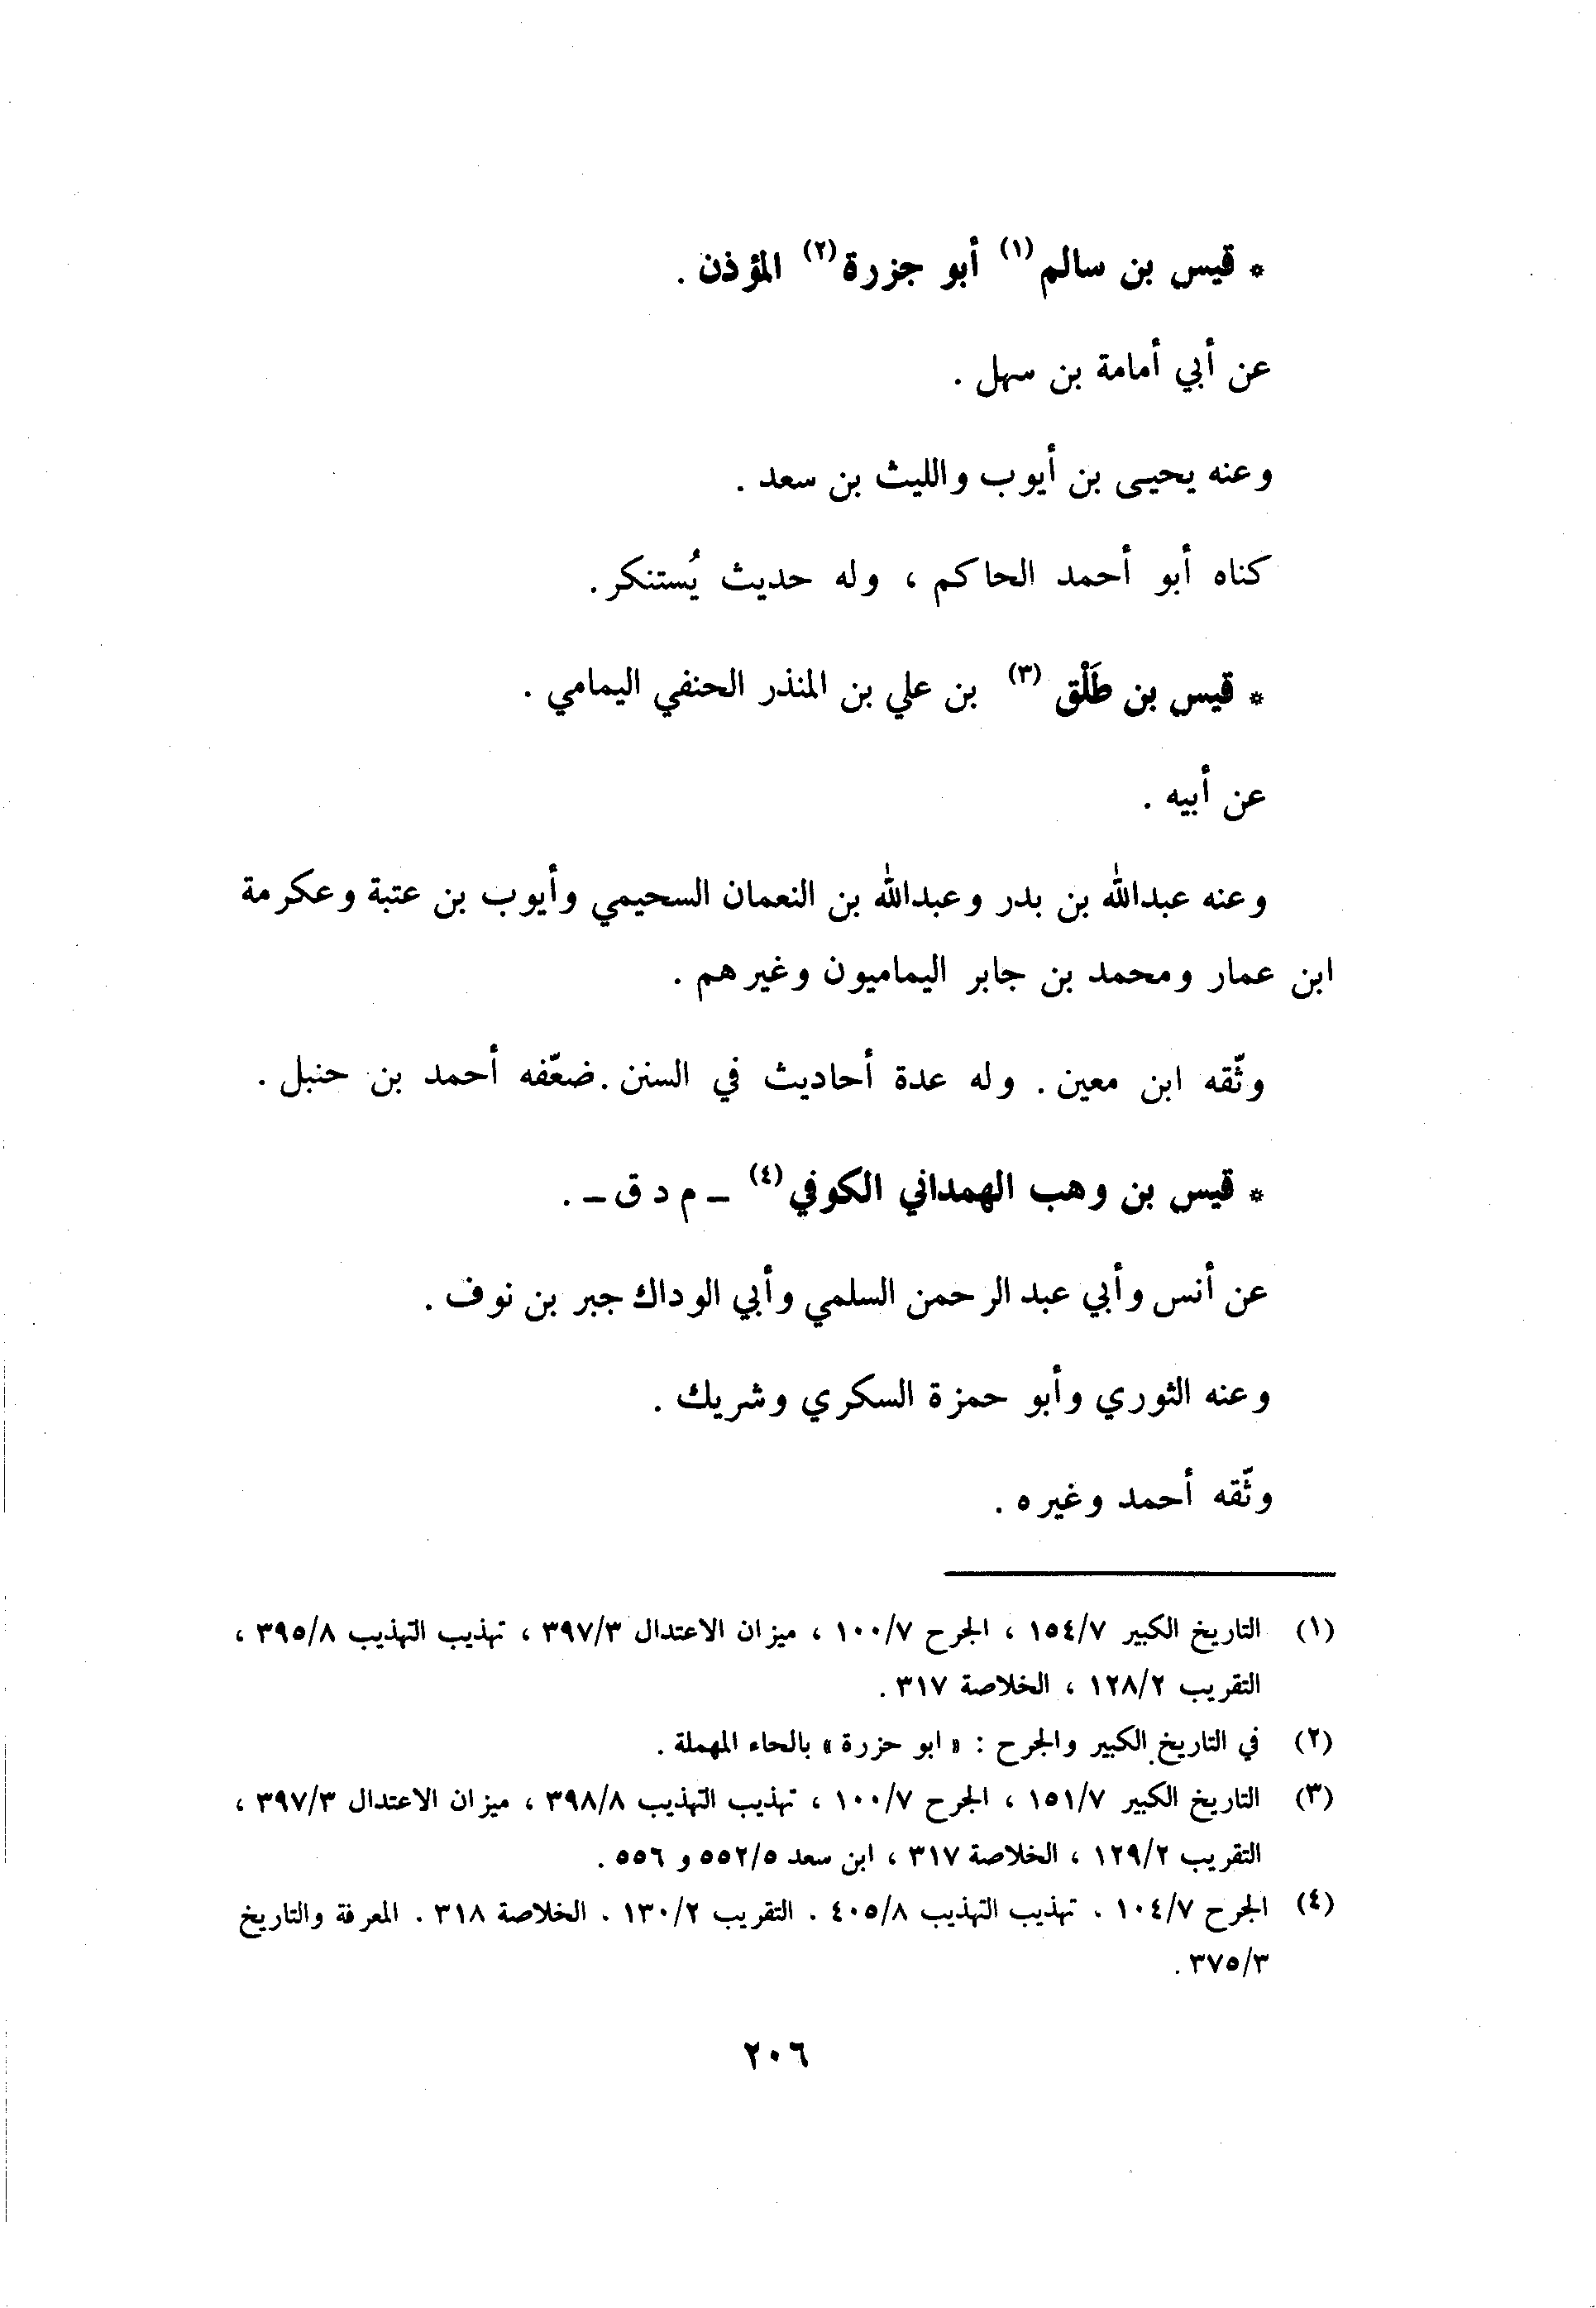 * قيس بن سالم (١) أبو جزرة (٢) المؤذن .
عن أبي أمامة بن سهل .
وعنه يحيى بن أيوب والليث بن سعد .
كناه أبو أحمد الحاكم ، وله حديث يُستنكر .
* قيس بن طَلْق (٣) بن علي بن المنذر الحنفي اليمامي .
عن أبيه .
وعنه عبدالله بن بدر وعبدالله بن النعمان السحيمي وأيوب بن عتبة وعكرمة
ابن عمار ومحمد بن جابر اليماميون وغيرهم .
وثّقه ابن معين . وله عدة أحاديث في السنن . ضعّفه أحمد بن حنبل .
* قيس بن وهب الهمداني الكوفي (٤) – م د ق – .
عن أنس وأبي عبد الرحمن السلمي وأبي الوداك جبر بن نوف .
وعنه الثوري وأبو حمزة السكري وشريك .
وثّقه أحمد وغيره .
(١) التاريخ الكبير ١٥٤/٧ ، الجرح ١٠٠/٧ ، ميزان الاعتدال ٣٩٧/٣ ، تهذيب التهذيب ٣٩٥/٨ ،
التقريب ١٢٨/٢ ، الخلاصة ٣١٧ .
(٢) في التاريخ الكبير والجرح : « ابو حزرة » بالحاء المهملة .
(٣) التاريخ الكبير ١٥١/٧ ، الجرح ١٠٠/٧ ، تهذيب التهذيب ٣٩٨/٨ ، ميزان الاعتدال ٣٩٧/٣ ،
التقريب ١٢٩/٢ ، الخلاصة ٣١٧ ، ابن سعد ٥٥٢/٥ و ٥٥٦ .
(٤) الجرح ١٠٤/٧ . تهذيب التهذيب ٤٠٥/٨ . التقريب ١٣٠/٢ . الخلاصة ٣١٨ . المعرفة والتاريخ
٣٧٥/٣ .
٢٠٦